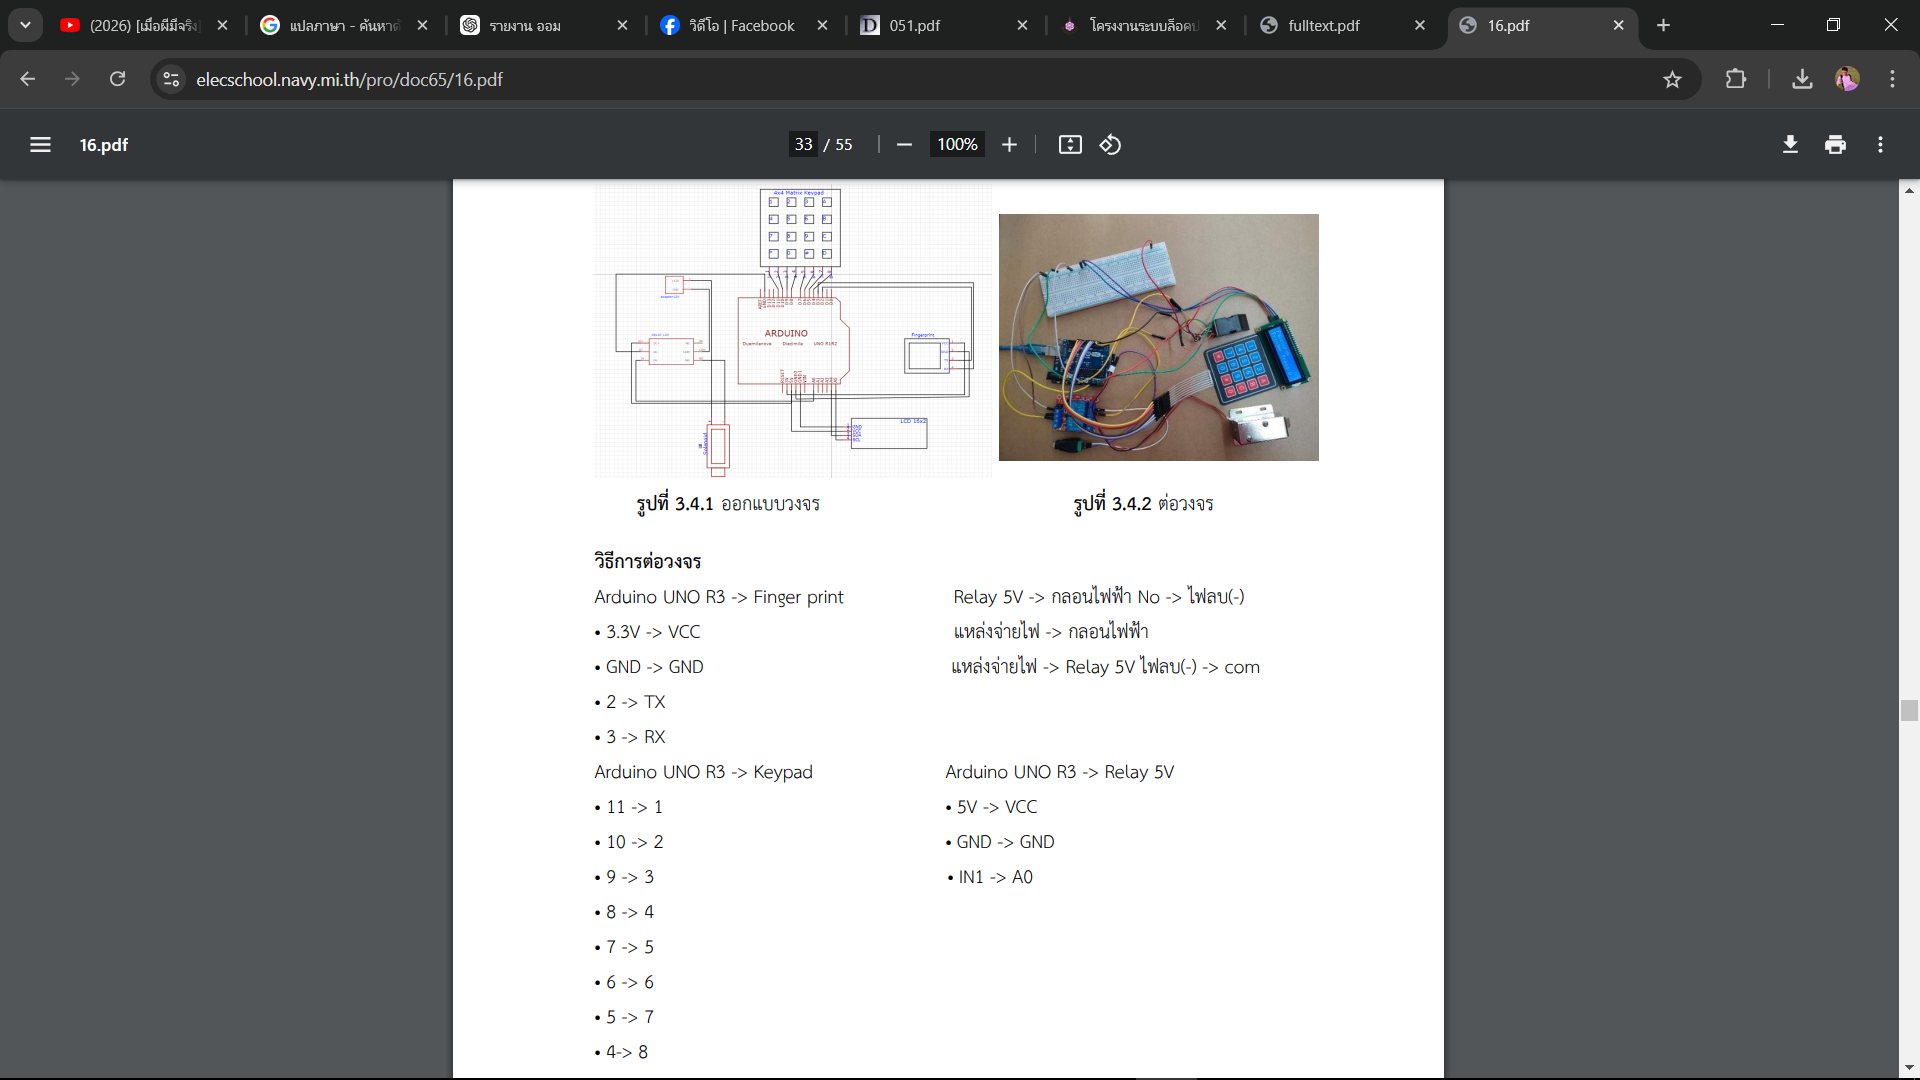 (2026) [เมื่อผีมีจริง
แปลภาษา - ค้นหาด้
รายงาน ออม
วิดีโอ | Facebook
051.pdf
โครงงานระบบล็อคป
fulltext.pdf
16.pdf
elecschool.navy.mi.th/pro/doc65/16.pdf
16.pdf
33 / 55
100%
4x4 Matrix Keypad
ARDUINO
Duemilanove Diecimila UNO R1R2
Fingerprint
LCD 16x2
Solenoid
รูปที่ 3.4.1 ออกแบบวงจร
รูปที่ 3.4.2 ต่อวงจร
วิธีการต่อวงจร
Arduino UNO R3 -> Finger print
• 3.3V -> VCC
• GND -> GND
• 2 -> TX
• 3 -> RX
Relay 5V -> กลอนไฟฟ้า No -> ไฟลบ(-)
แหล่งจ่ายไฟ -> กลอนไฟฟ้า
แหล่งจ่ายไฟ -> Relay 5V ไฟลบ(-) -> com
Arduino UNO R3 -> Keypad
• 11 -> 1
• 10 -> 2
• 9 -> 3
• 8 -> 4
• 7 -> 5
• 6 -> 6
• 5 -> 7
• 4-> 8
Arduino UNO R3 -> Relay 5V
• 5V -> VCC
• GND -> GND
• IN1 -> A0